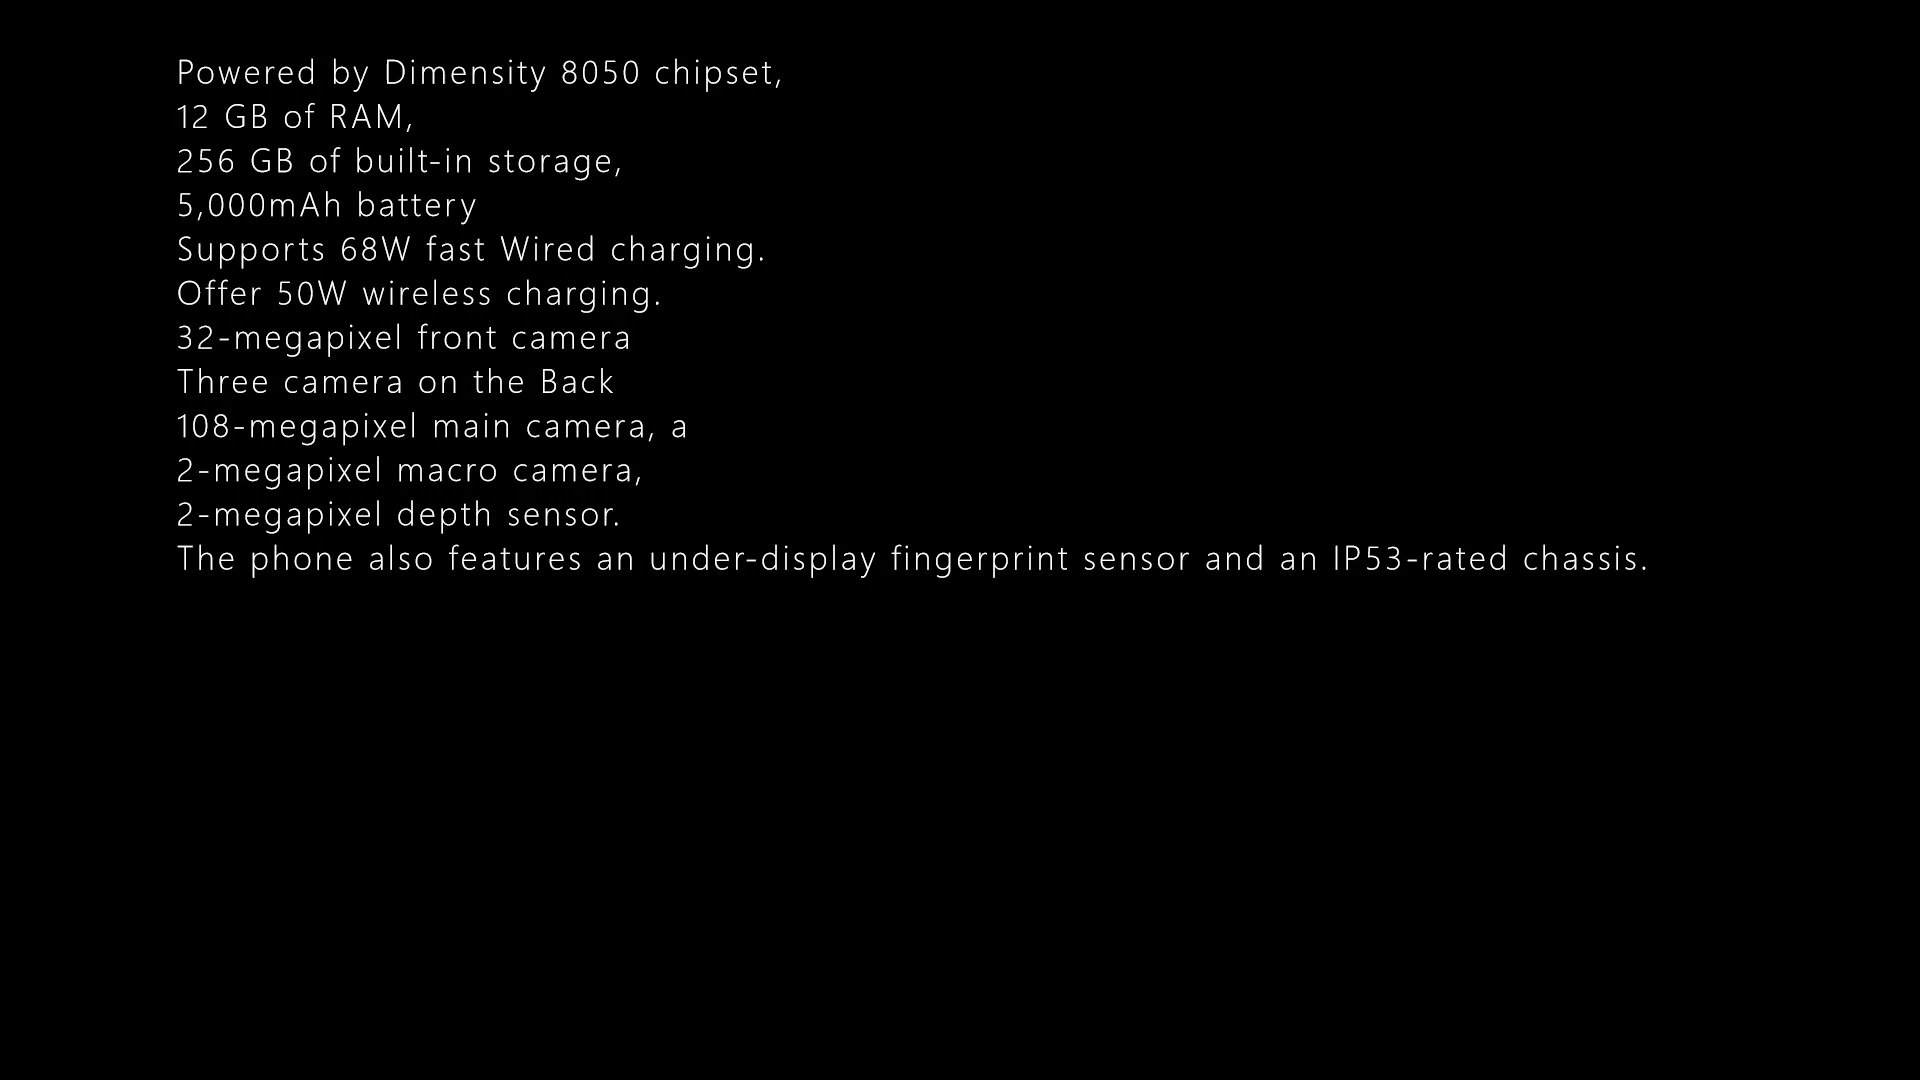 Powered by Dimensity 8050 chipset,
12 GB of RAM,
256 GB of built-in storage,
5,000mAh battery
Supports 68W fast Wired charging.
Offer 50W wireless charging.
32-megapixel front camera
Three camera on the Back
108-megapixel main camera, a
2-megapixel macro camera,
2-megapixel depth sensor.
The phone also features an under-display fingerprint sensor and an IP53-rated chassis.